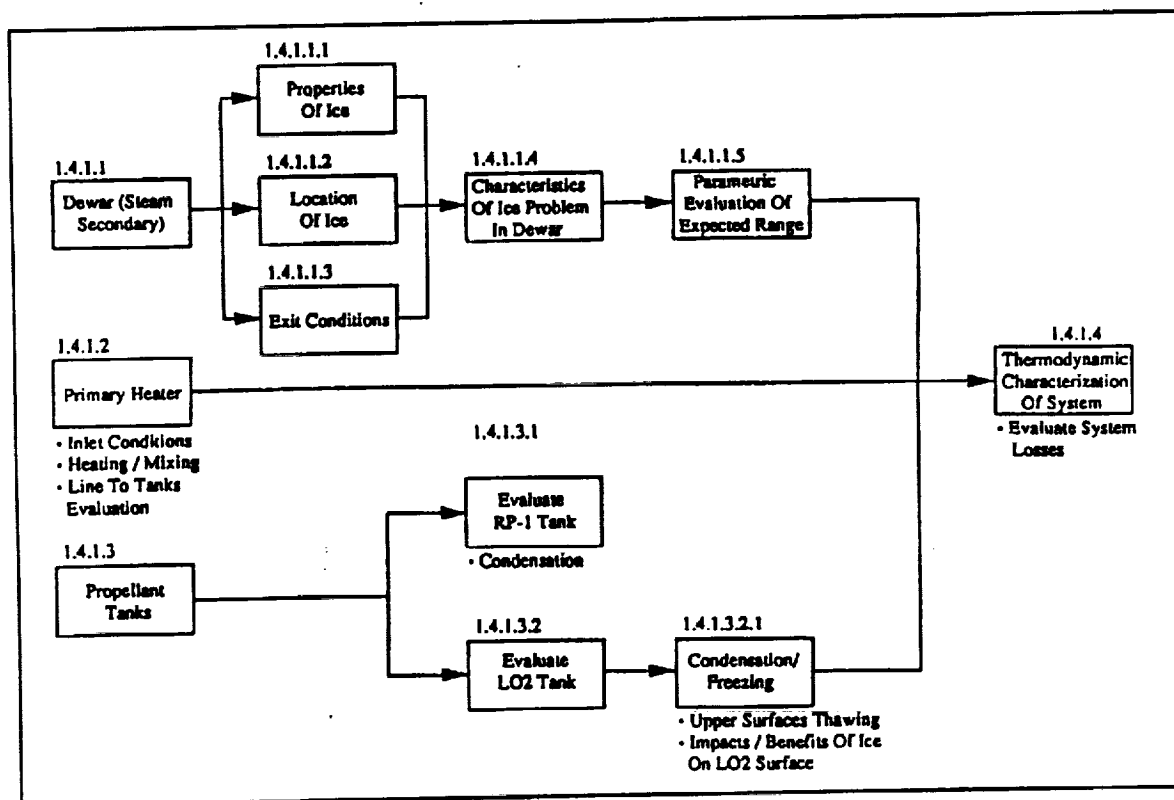 1.4.1.1.1
Properties
Of Ice
1.4.1.1
Dewar (Steam
Secondary)
1.4.1.1.2
Location
Of Ice
1.4.1.1.3
Exit Conditions
1.4.1.1.4
Characteristics
Of Ice Problem
In Dewar
1.4.1.1.5
Parametric
Evaluation Of
Expected Range
1.4.1.2
Primary Heater
• Inlet Conditions
• Heating / Mixing
• Line To Tanks
Evaluation
1.4.1.4
Thermodynamic
Characterization
Of System
• Evaluate System
Losses
1.4.1.3
Propellant
Tanks
1.4.1.3.1
Evaluate
RP-1 Tank
• Condensation
1.4.1.3.2
Evaluate
LO2 Tank
1.4.1.3.2.1
Condensation/
Freezing
• Upper Surfaces Thawing
• Impacts / Benefits Of Ice
On LO2 Surface